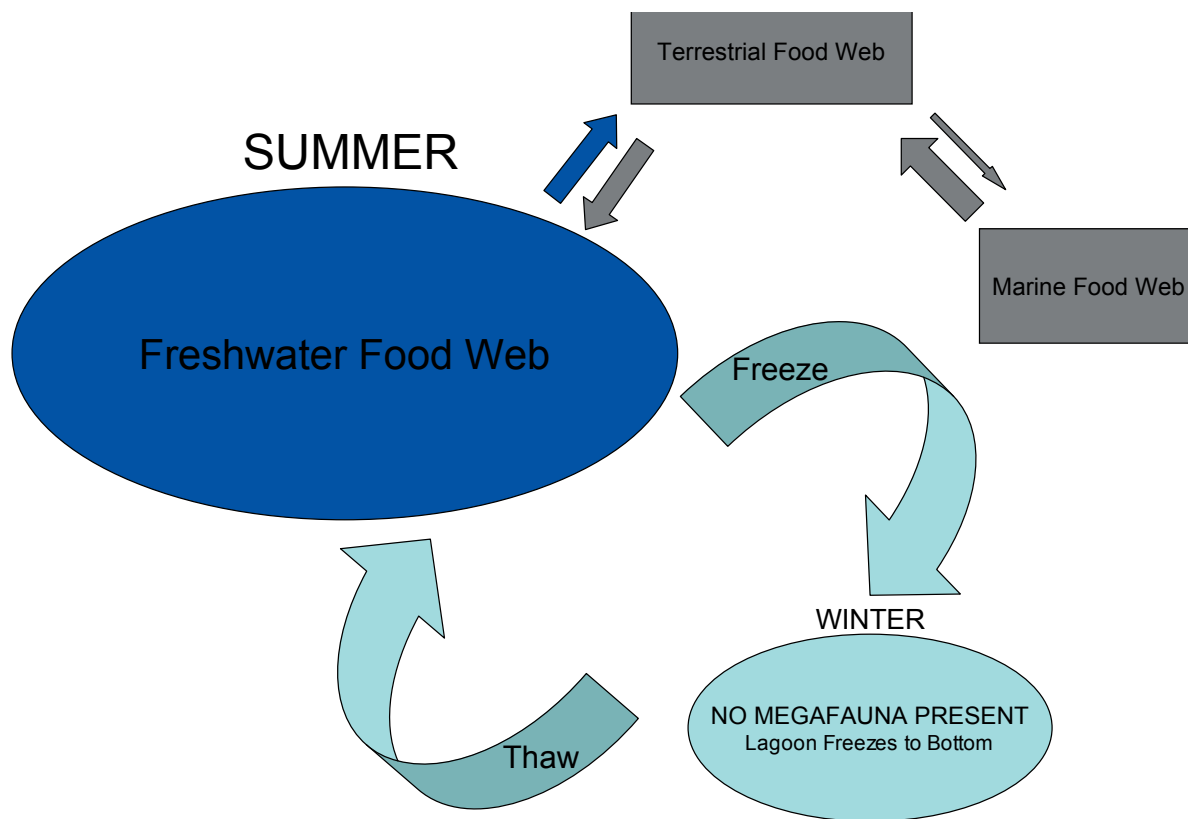 Terrestrial Food Web
SUMMER
Marine Food Web
Freshwater Food Web
Freeze
WINTER
NO MEGAFAUNA PRESENT
Lagoon Freezes to Bottom
Thaw